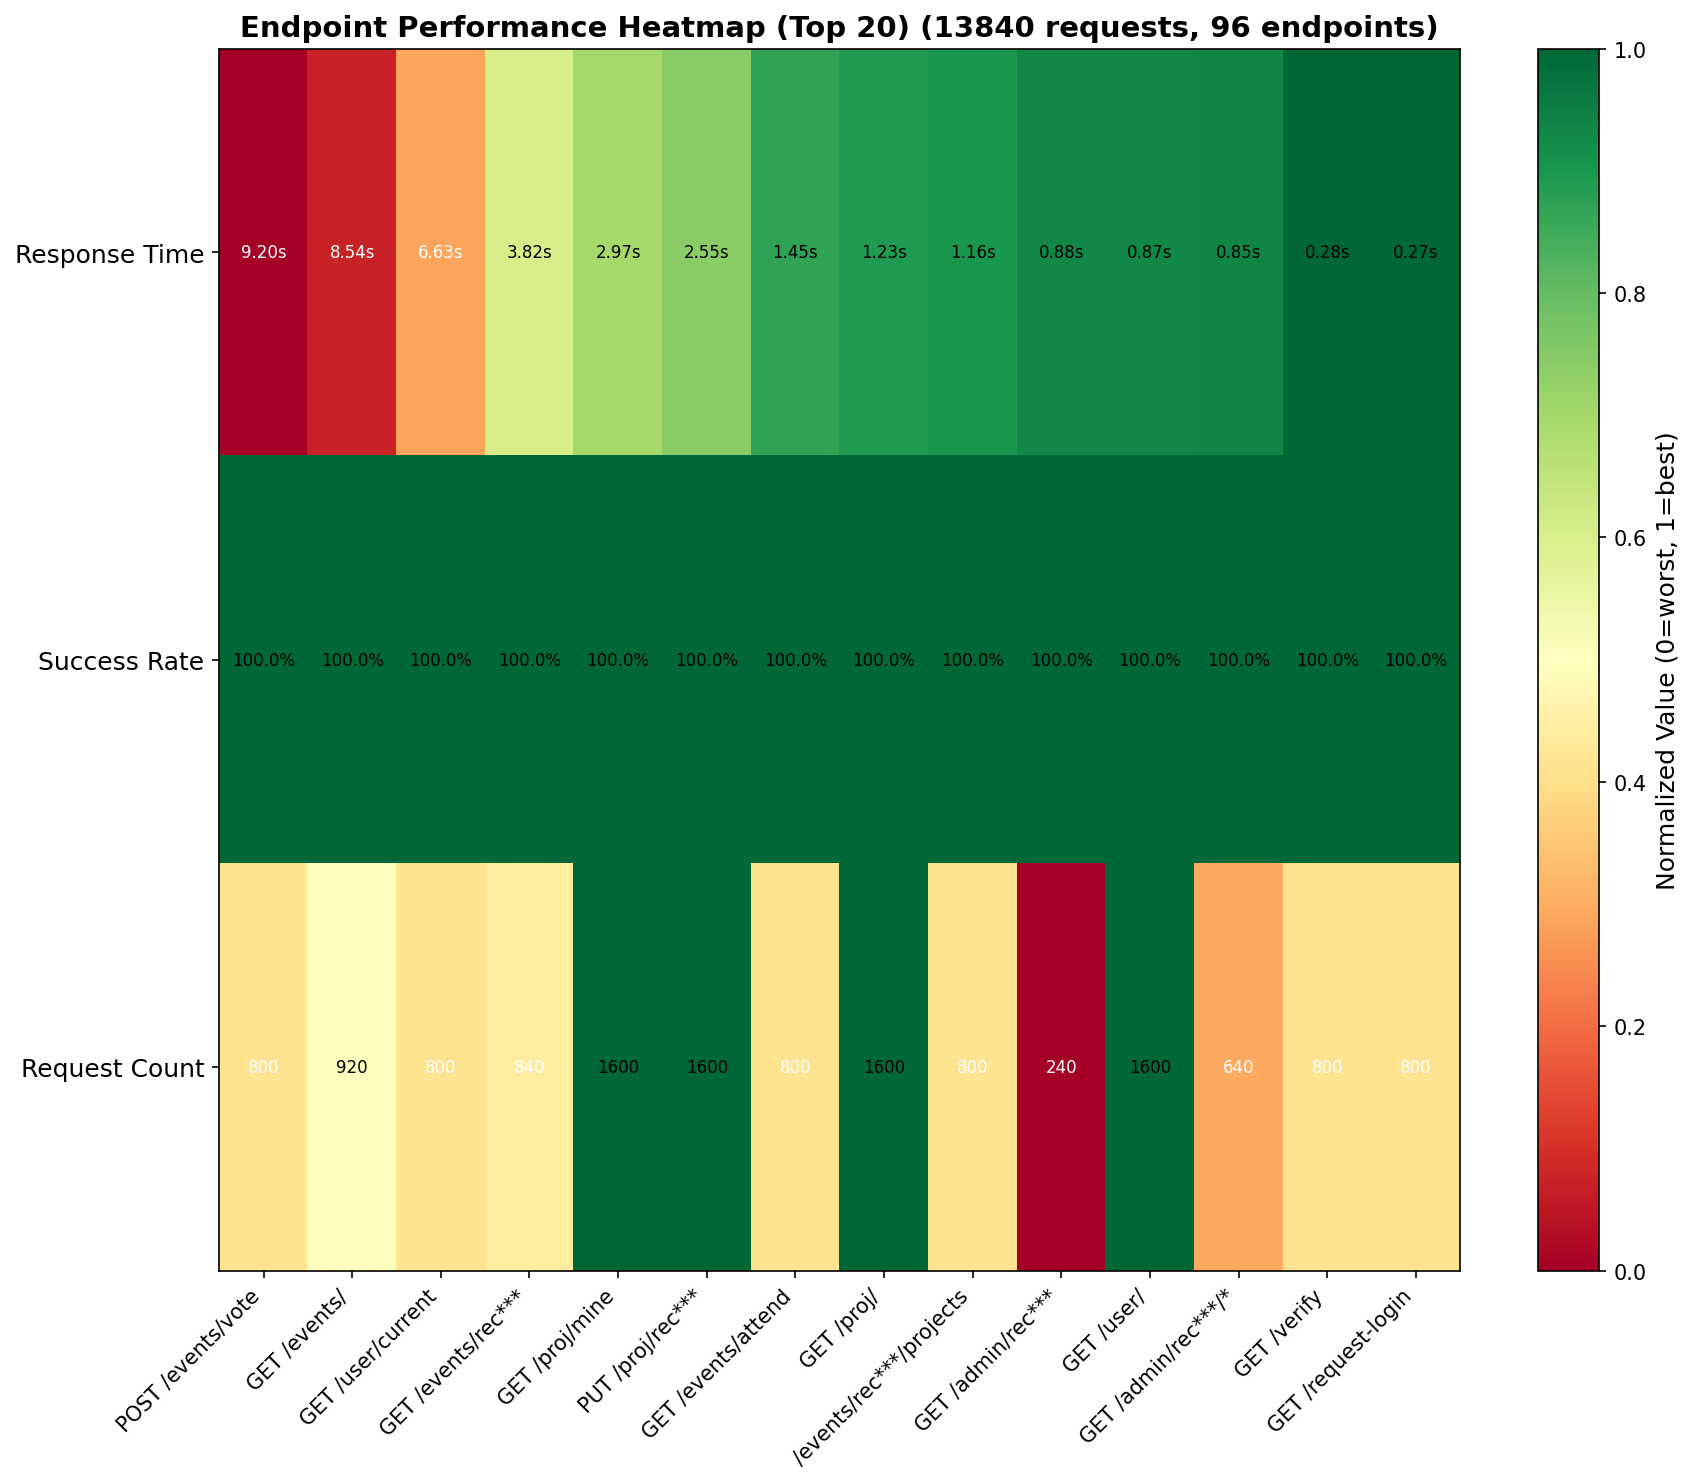 Endpoint Performance Heatmap (Top 20) (13840 requests, 96 endpoints)
Response Time
9.20s 8.54s 6.63s 3.82s 2.97s 2.55s 1.45s 1.23s 1.16s 0.88s 0.87s 0.85s 0.28s 0.27s
Success Rate
100.0% 100.0% 100.0% 100.0% 100.0% 100.0% 100.0% 100.0% 100.0% 100.0% 100.0% 100.0% 100.0% 100.0%
Request Count
800 920 800 840 1600 1600 800 1600 800 240 1600 640 800 800
POST /events/vote
GET /events/
GET /user/current
GET /events/rec***
GET /proj/mine
PUT /proj/rec***
GET /events/attend
GET /proj/
/events/rec***/projects
GET /admin/rec***
GET /user/
GET /admin/rec***/*
GET /verify
GET /request-login
1.0
0.8
0.6
0.4
0.2
0.0
Normalized Value (0=worst, 1=best)